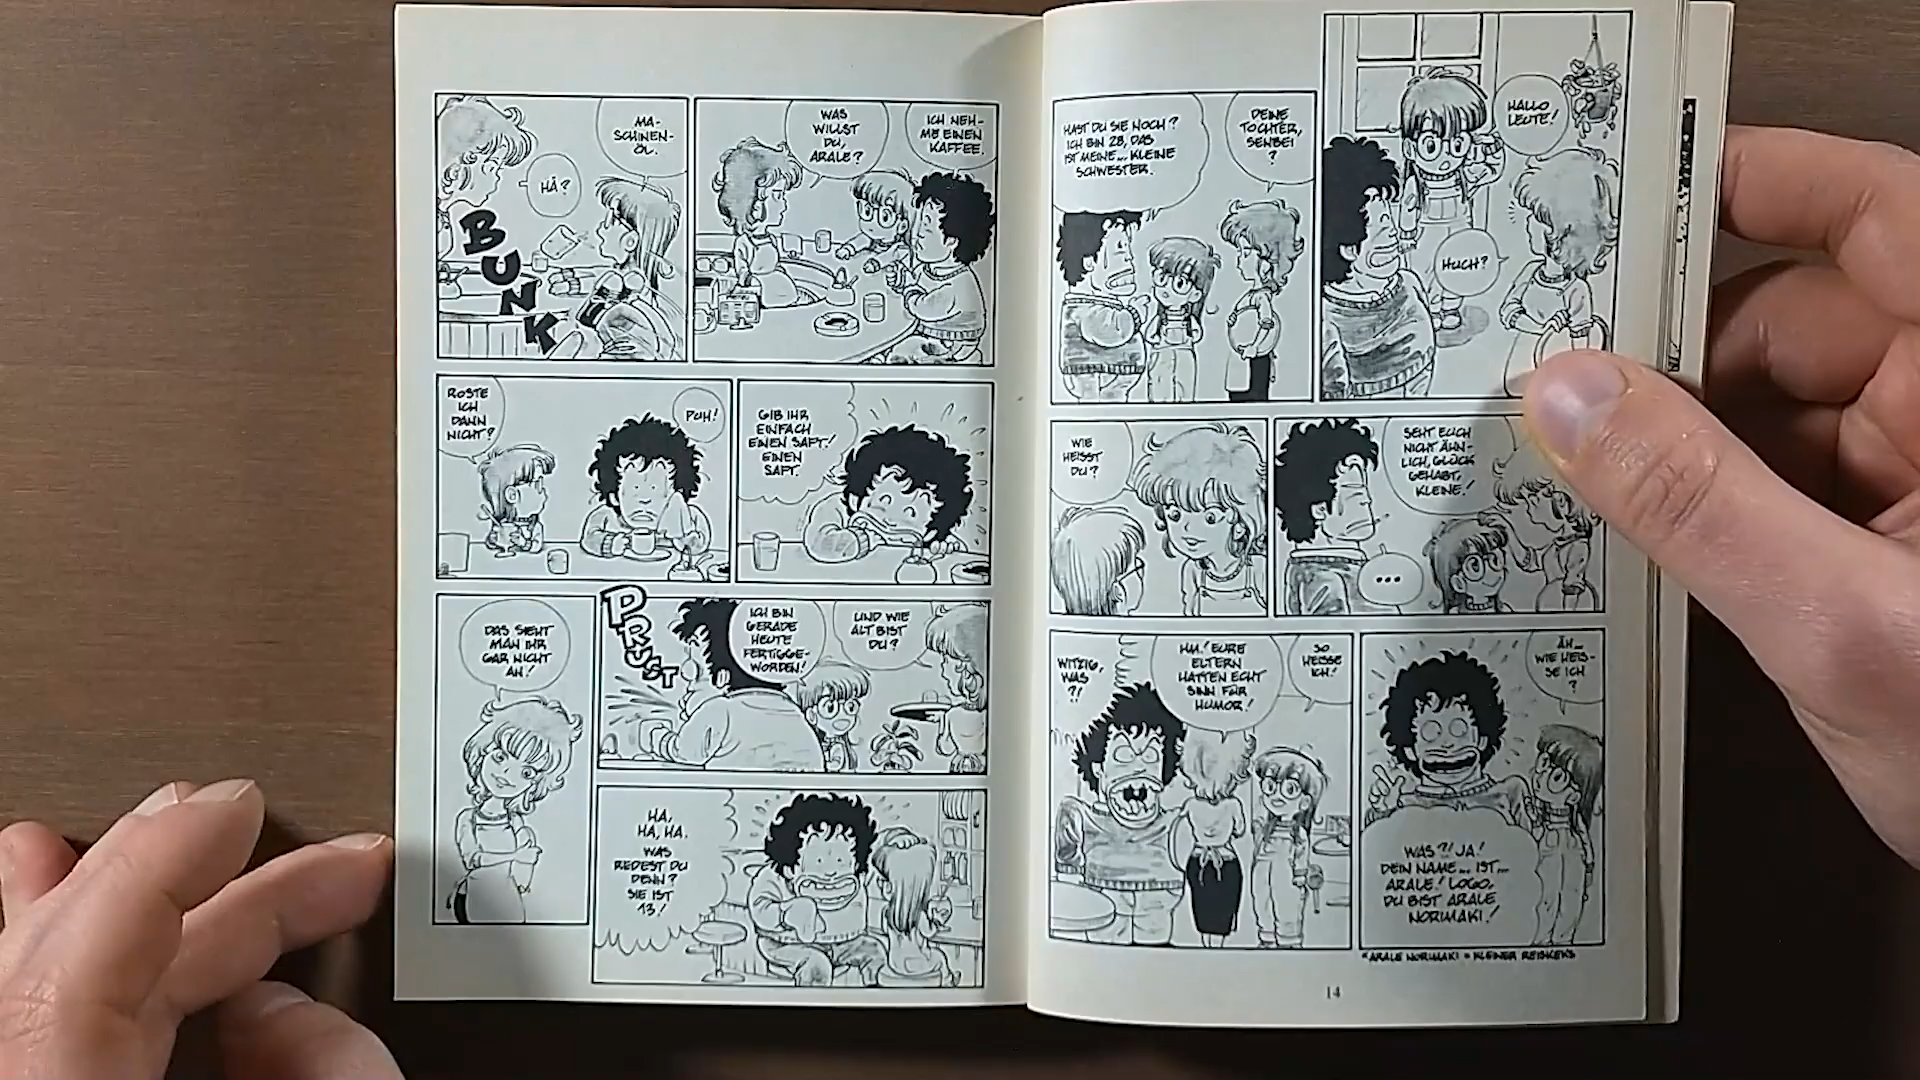 HALLO
LEUTE!
HUCH?
DEINE
TOCHTER,
SENBEI
?
HAST DU SIE NOCH?
ICH BIN 28, DAS
IST MEINE... KLEINE
SCHWESTER.
SEHT EUCH
NICHT ÄHN-
LICH, GLÜCK
GEHABT,
KLEINE!
...
WIE
HEISST
DU?
ÄH...
WIE HEIS-
SE ICH
?
WAS?! JA!
DEIN NAME... IST...
ARALE! LOGO,
DU BIST ARALE
NORIMAKI!
SO
HEISSE
ICH!
HM! EURE
ELTERN
HATTEN ECHT
SINN FÜR
HUMOR!
WITZIG,
WAS
?!
*ARALE NORIMAKI = KLEINER REISKEKS
14
ICH NEH-
ME EINEN
KAFFEE.
WAS
WILLST
DU,
ARALE?
MA-
SCHINEN-
ÖL.
HÄ?
BUNK
GIB IHR
EINFACH
EINEN SAFT!
EINEN
SAFT.
PUH!
ROSTE
ICH
DANN
NICHT?
UND WIE
ALT BIST
DU?
ICH BIN
GERADE
HEUTE
FERTIGGE-
WORDEN!
PRUST
HA,
HA, HA.
WAS
REDEST DU
DENN?
SIE IST
13!
DAS SIEHT
MAN IHR
GAR NICHT
AN!